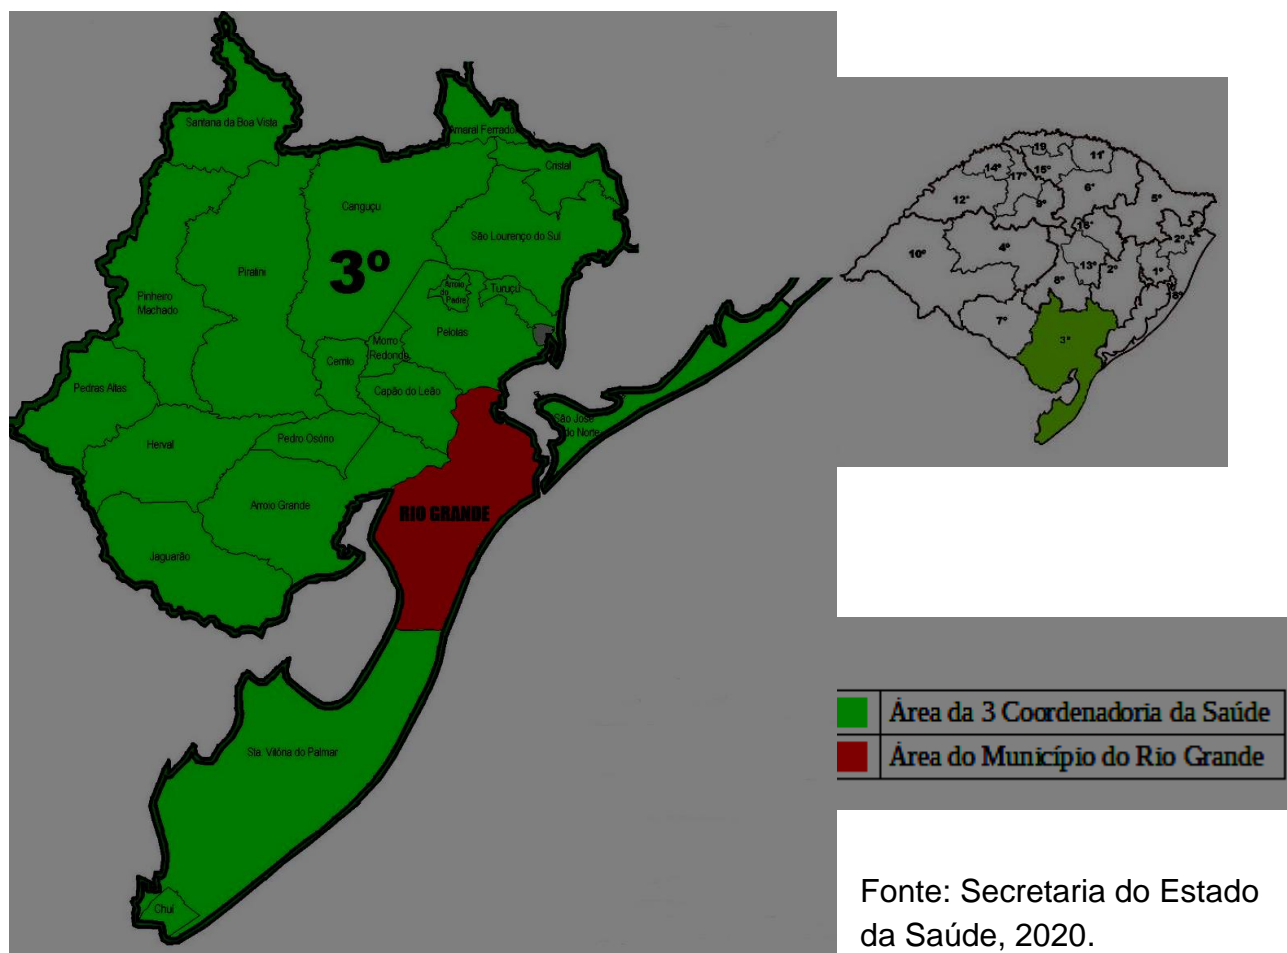 Santana da Boa Vista
Amaral Ferrador
Cristal
Canguçu
São Lourenço do Sul
3º
Piratini
Pinheiro
Machado
Arroio
do
Padre
Turuçu
Pelotas
Morro
Redondo
Cerrito
Pedras Altas
Capão do Leão
São José
do Norte
Herval
Pedro Osório
Arroio Grande
RIO GRANDE
Jaguarão
Sta. Vitória do Palmar
Chuí
19
11
14º
15º
17º
6º
12º
9º
5º
16º
10º
4º
2º
13º
8º
2º
1º
7º
3º
Área da 3 Coordenadoria da Saúde
Área do Município do Rio Grande
Fonte: Secretaria do Estado
da Saúde, 2020.